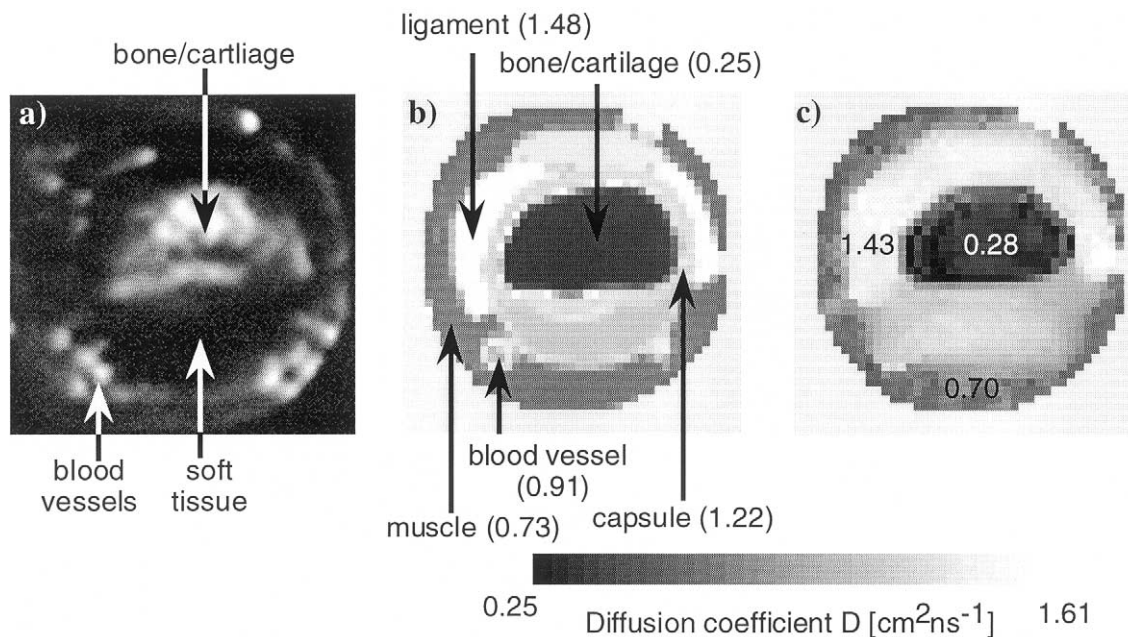 ligament (1.48)
bone/cartliage
bone/cartilage (0.25)
a)
b)
c)
1.43
0.28
0.70
blood
vessels
soft
tissue
blood vessel
(0.91)
muscle (0.73)
capsule (1.22)
0.25
1.61
Diffusion coefficient D [cm²ns⁻¹]